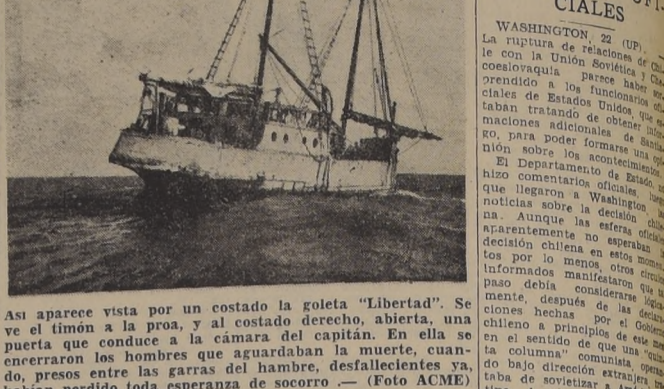 Así aparece vista por un costado la goleta "Libertad". Se
ve el timón a la proa, y al costado derecho, abierta, una
puerta que conduce a la cámara del capitán. En ella se
encerraron los hombres que aguardaban la muerte, cuan-
do, presos entre las garras del hambre, desfallecientes ya,
habían perdido toda esperanza de socorro .— (Foto ACME)
CIALES
WASHINGTON, 22 (UP). —
La ruptura de relaciones de
le con la Unión Soviética y
coeslovaquia parece haber
prendido a los funcionarios
ciales de Estados Unidos, que
taban tratando de obtener
maciones adicionales de
go, para poder formarse una
nión sobre los acontecimientos
El Departamento de Estado,
hizo comentarios oficiales,
que llegaron a Washington
noticias sobre la decisión
na. Aunque las esferas
aparentemente no esperaban
decisión chilena en estos
tos por lo menos, otros
informados manifestaron que
paso debía considerarse
mente, después de las
ciones hechas por el
chileno a principios de este
en el sentido de que una
ta columna" comunista,
do bajo dirección extranjera,
taba de sovietizar a